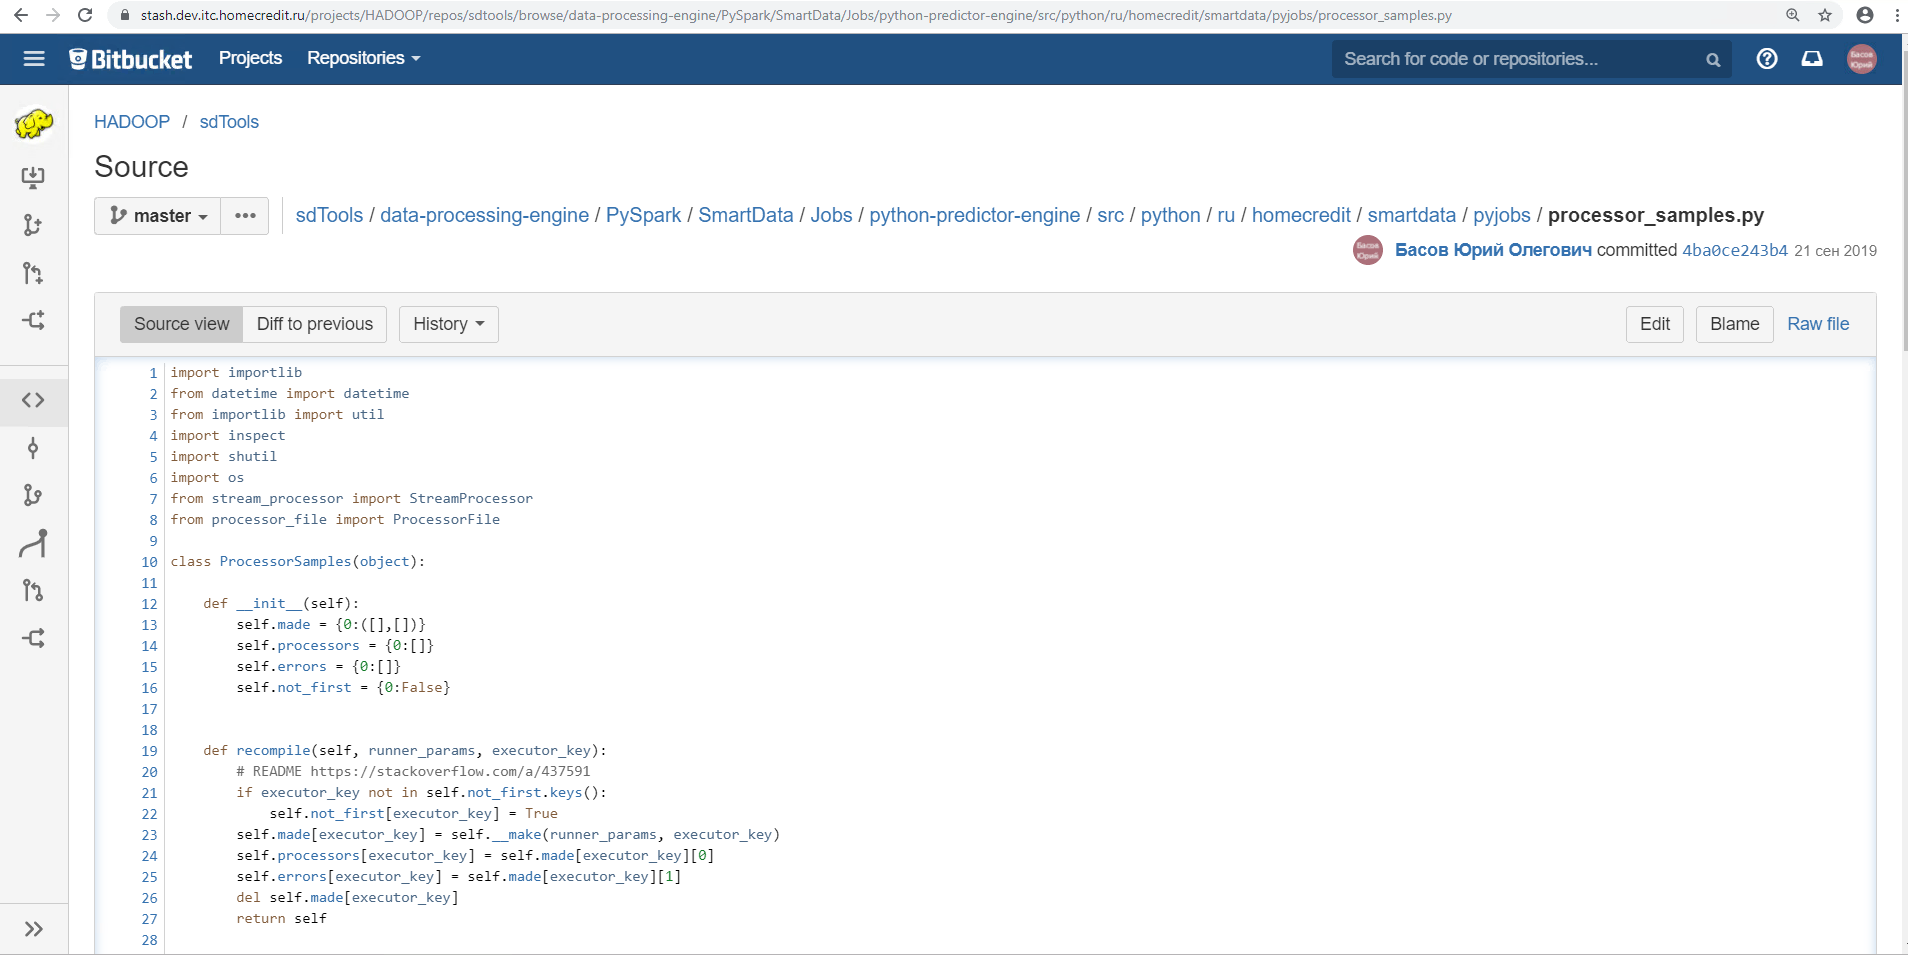 stash.dev.itc.homecredit.ru/projects/HADOOP/repos/sdtools/browse/data-processing-engine/PySpark/SmartData/Jobs/python-predictor-engine/src/python/ru/homecredit/smartdata/pyjobs/processor_samples.py
Bitbucket Projects Repositories Search for code or repositories... Басов Юрий
HADOOP / sdTools
Source
master ••• sdTools / data-processing-engine / PySpark / SmartData / Jobs / python-predictor-engine / src / python / ru / homecredit / smartdata / pyjobs / processor_samples.py
Басов Юрий Басов Юрий Олегович committed 4ba0ce243b4 21 сен 2019
Source view Diff to previous History Edit Blame Raw file
1 import importlib
2 from datetime import datetime
3 from importlib import util
4 import inspect
5 import shutil
6 import os
7 from stream_processor import StreamProcessor
8 from processor_file import ProcessorFile
9
10 class ProcessorSamples(object):
11
12     def __init__(self):
13         self.made = {0:([],[])}
14         self.processors = {0:[]}
15         self.errors = {0:[]}
16         self.not_first = {0:False}
17
18
19     def recompile(self, runner_params, executor_key):
20         # README https://stackoverflow.com/a/437591
21         if executor_key not in self.not_first.keys():
22             self.not_first[executor_key] = True
23         self.made[executor_key] = self.__make(runner_params, executor_key)
24         self.processors[executor_key] = self.made[executor_key][0]
25         self.errors[executor_key] = self.made[executor_key][1]
26         del self.made[executor_key]
27         return self
28